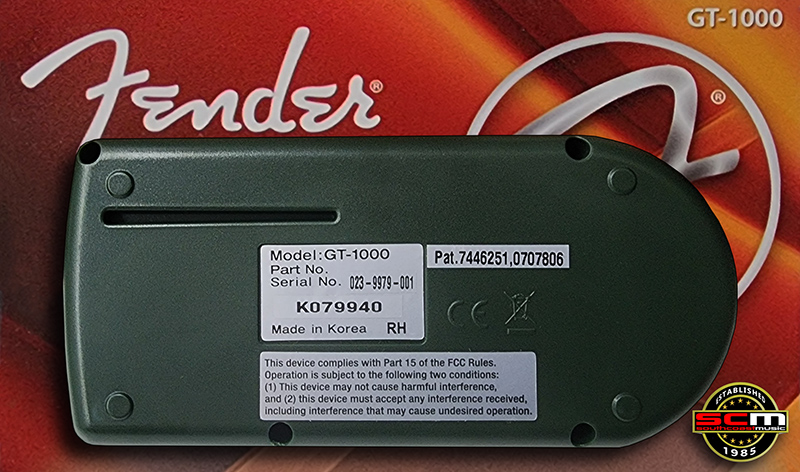 GT-1000
Fender®
®
Model:GT-1000
Part No.
Serial No. 023-9979-001
K079940
Made in Korea RH
Pat.7446251,0707806
CE
This device complies with Part 15 of the FCC Rules.
Operation is subject to the following two conditions:
(1) This device may not cause harmful interference,
and (2) this device must accept any interference received,
including interference that may cause undesired operation.
ESTABLISHED
SCM
southcoastmusic
1985